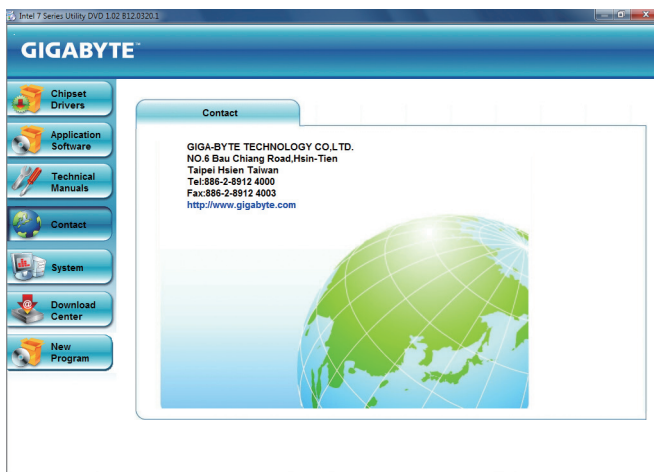 Intel 7 Series Utility DVD 1.02 B12.0320.1
GIGABYTE™
Chipset
Drivers
Application
Software
Technical
Manuals
Contact
System
Download
Center
New
Program
Contact
GIGA-BYTE TECHNOLOGY CO,LTD.
NO.6 Bau Chiang Road,Hsin-Tien
Taipei Hsien Taiwan
Tel:886-2-8912 4000
Fax:886-2-8912 4003
http://www.gigabyte.com